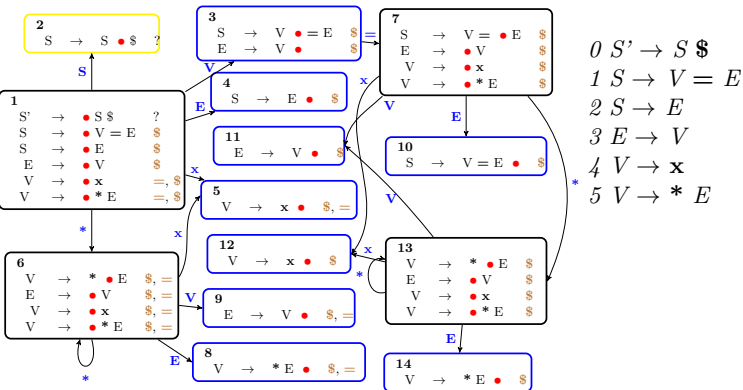 2
S → S • $ ?
3
S → V • = E $
E → V • $
=
7
S → V = • E $
E → • V $
V → • x $
V → • * E $
0 S' → S $
1 S → V = E
2 S → E
3 E → V
4 V → x
5 V → * E
S
V
x
4
S → E • $
E
1
S' → • S $ ?
S → • V = E $
S → • E $
E → • V $
V → • x =, $
V → • * E =, $
V
E
11
E → V • $
10
S → V = E • $
x
5
V → x • $, =
*
V
*
x
12
V → x • $
x
*
13
V → * • E $
E → • V $
V → • x $
V → • * E $
6
V → * • E $, =
E → • V $, =
V → • x $, =
V → • * E $, =
V
9
E → V • $, =
E
E
8
V → * E • $, =
*
14
V → * E • $